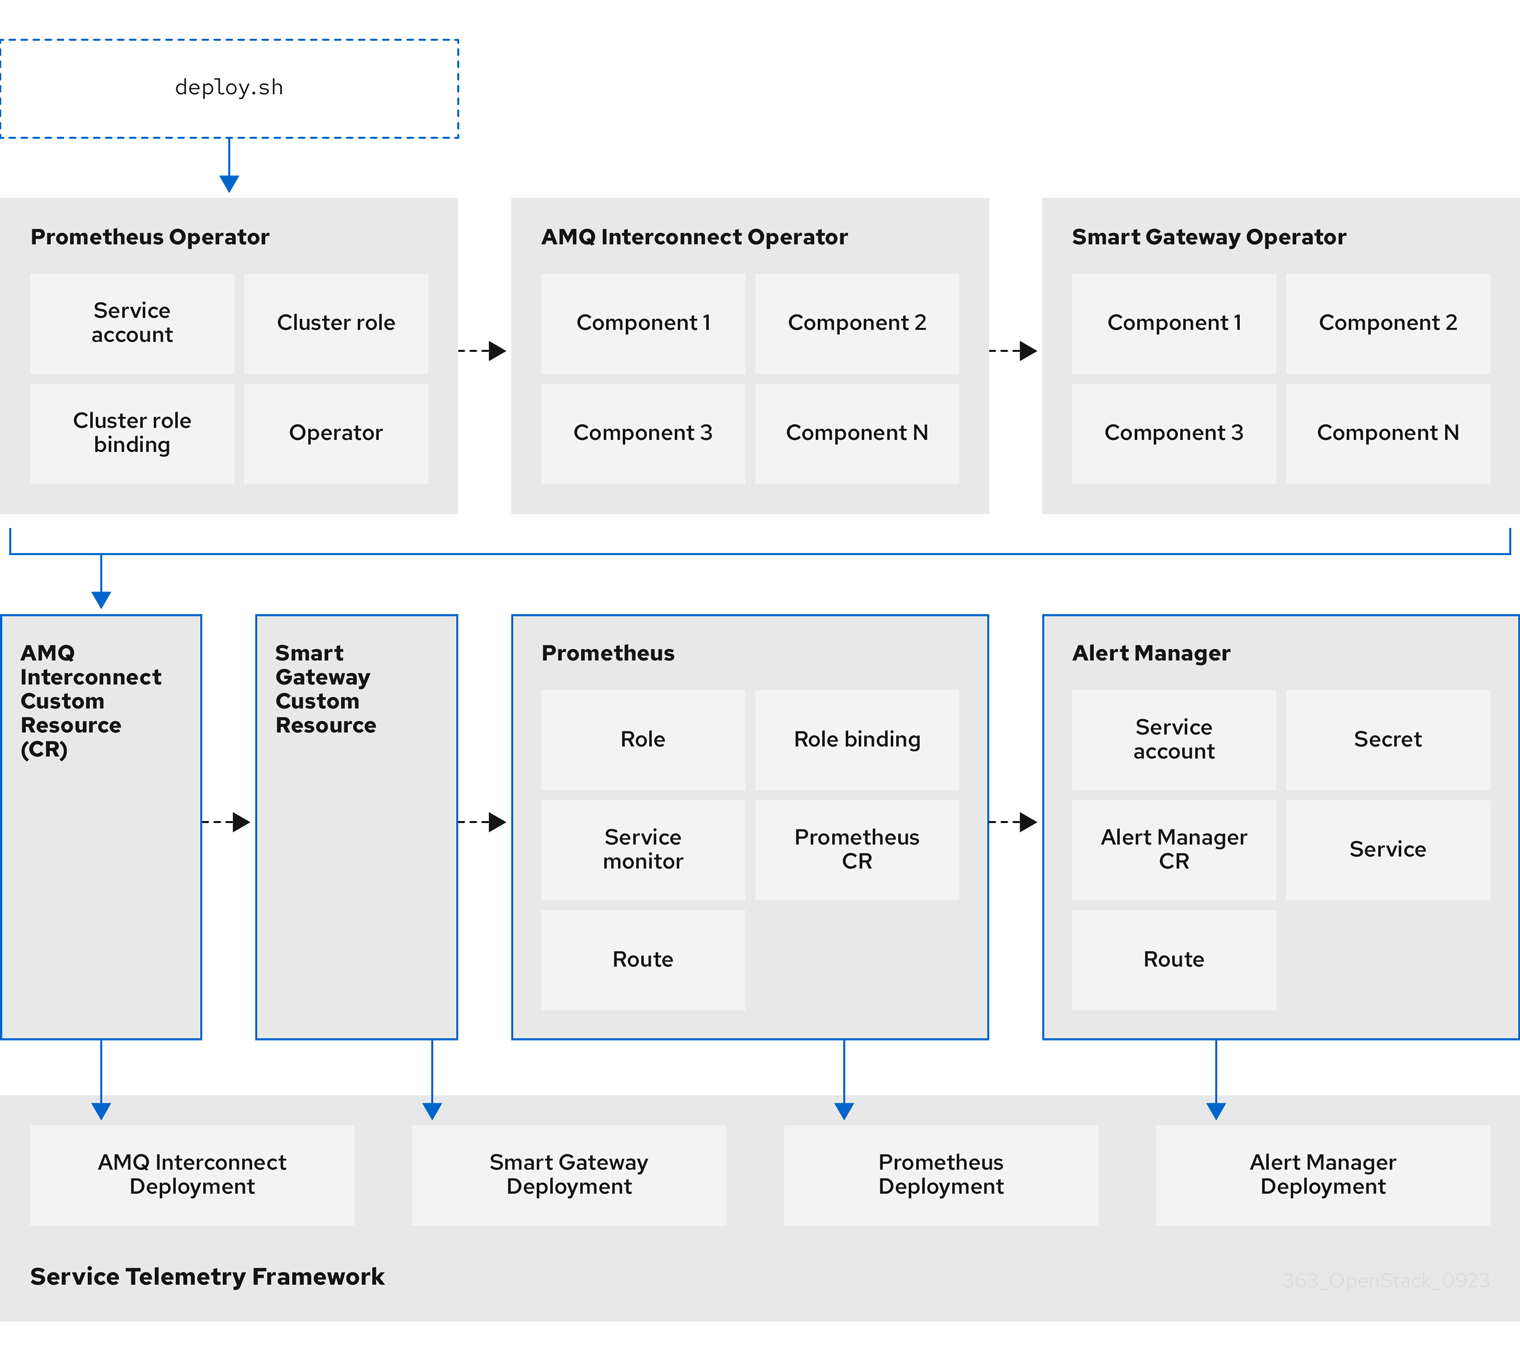 deploy.sh
Prometheus Operator
Service
account
Cluster role
Cluster role
binding
Operator
AMQ Interconnect Operator
Component 1
Component 2
Component 3
Component N
Smart Gateway Operator
Component 1
Component 2
Component 3
Component N
AMQ
Interconnect
Custom
Resource
(CR)
Smart
Gateway
Custom
Resource
Prometheus
Role
Role binding
Service
monitor
Prometheus
CR
Route
Alert Manager
Service
account
Secret
Alert Manager
CR
Service
Route
AMQ Interconnect
Deployment
Smart Gateway
Deployment
Prometheus
Deployment
Alert Manager
Deployment
Service Telemetry Framework
363_OpenStack_0923